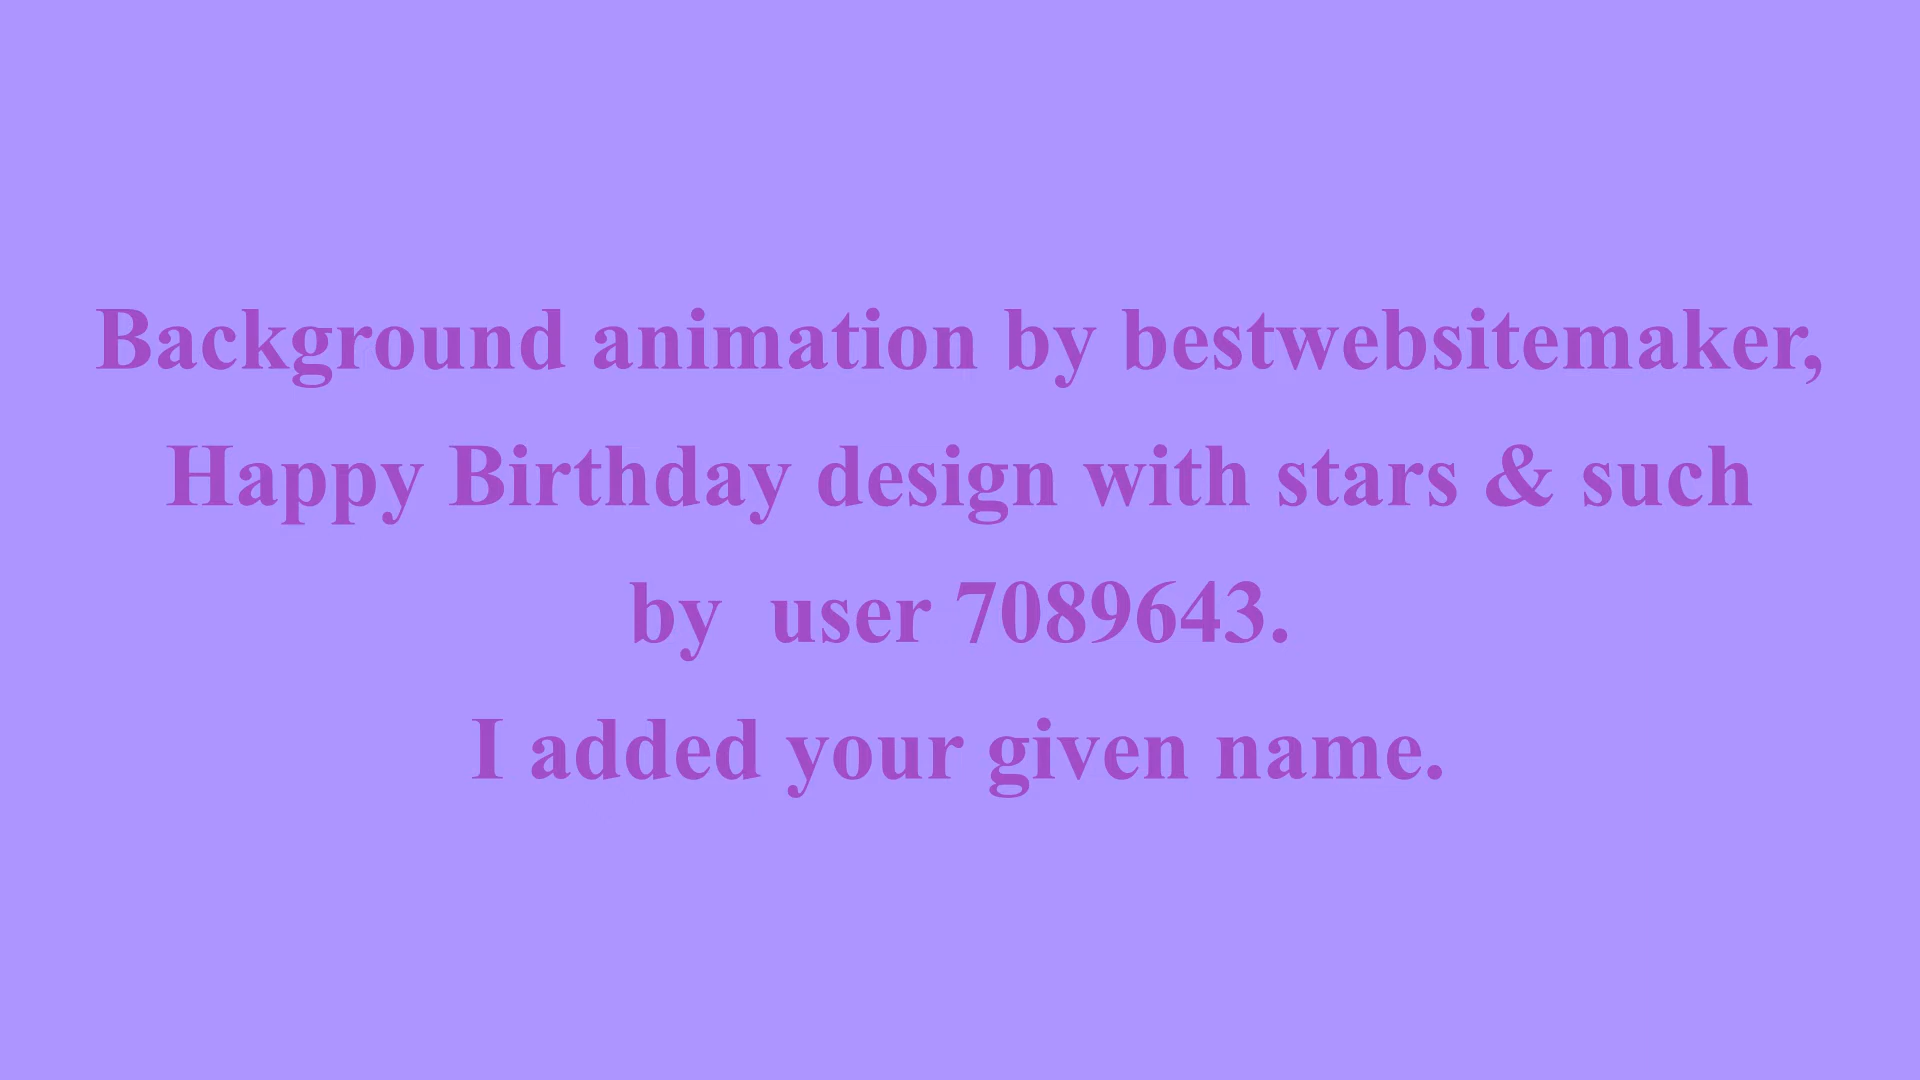 Background animation by bestwebsitemaker,
Happy Birthday design with stars & such
by  user 7089643.
I added your given name.